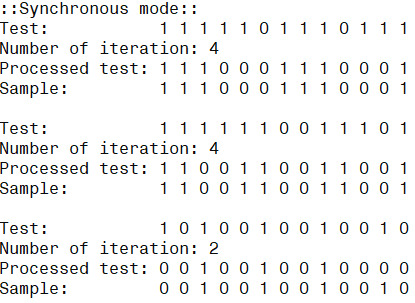 ::Synchronous mode::
Test: 1 1 1 1 1 0 1 1 1 0 1 1 1
Number of iteration: 4
Processed test: 1 1 1 0 0 0 1 1 1 0 0 0 1
Sample: 1 1 1 0 0 0 1 1 1 0 0 0 1
Test: 1 1 1 1 1 1 0 0 1 1 1 0 1
Number of iteration: 4
Processed test: 1 1 0 0 1 1 0 0 1 1 0 0 1
Sample: 1 1 0 0 1 1 0 0 1 1 0 0 1
Test: 1 0 1 0 0 1 0 0 1 0 0 1 0
Number of iteration: 2
Processed test: 0 0 1 0 0 1 0 0 1 0 0 0 0
Sample: 0 0 1 0 0 1 0 0 1 0 0 1 0